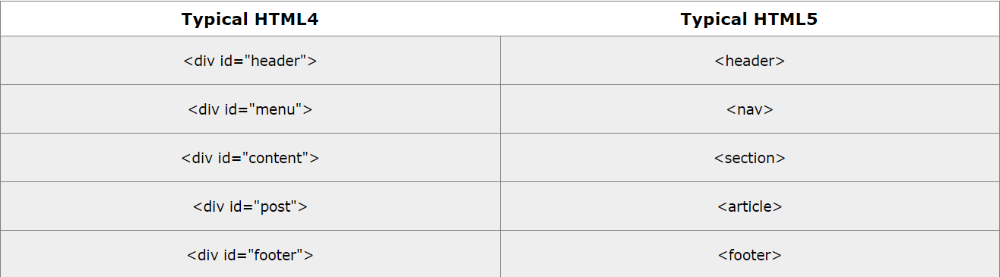 Typical HTML4 Typical HTML5
<div id="header"> <header>
<div id="menu"> <nav>
<div id="content"> <section>
<div id="post"> <article>
<div id="footer"> <footer>